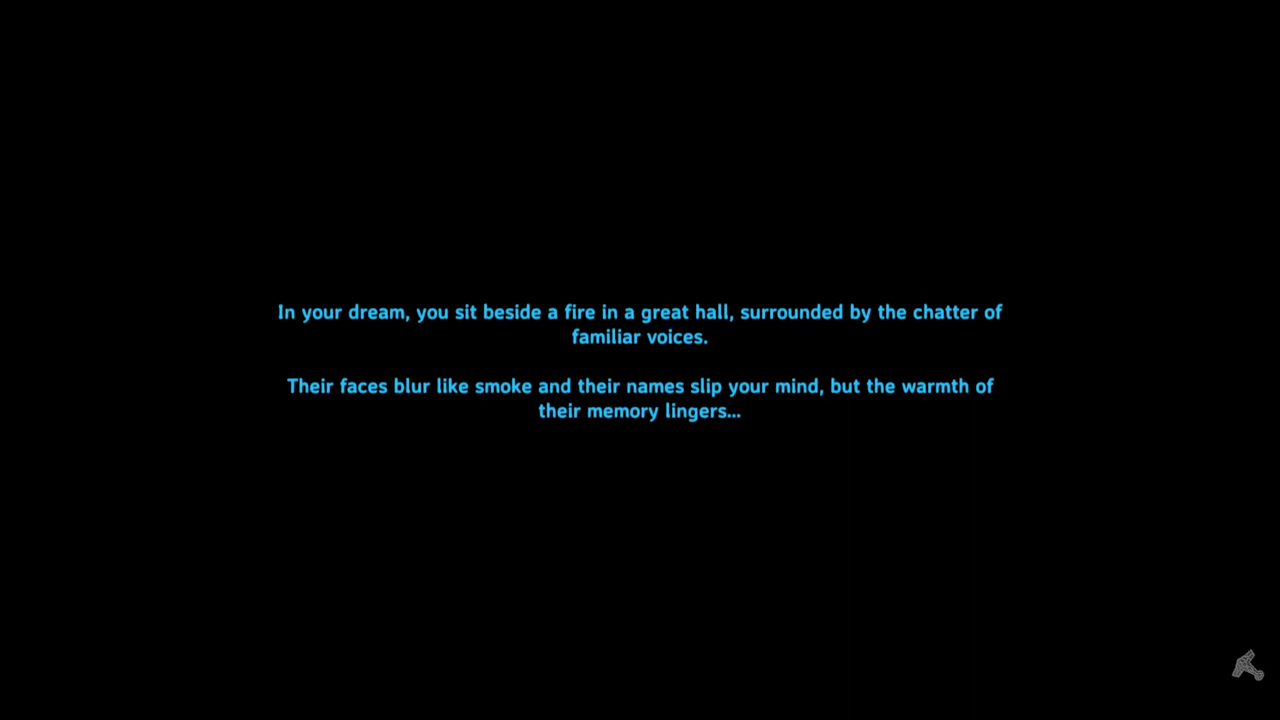 In your dream, you sit beside a fire in a great hall, surrounded by the chatter of
familiar voices.
Their faces blur like smoke and their names slip your mind, but the warmth of
their memory lingers...